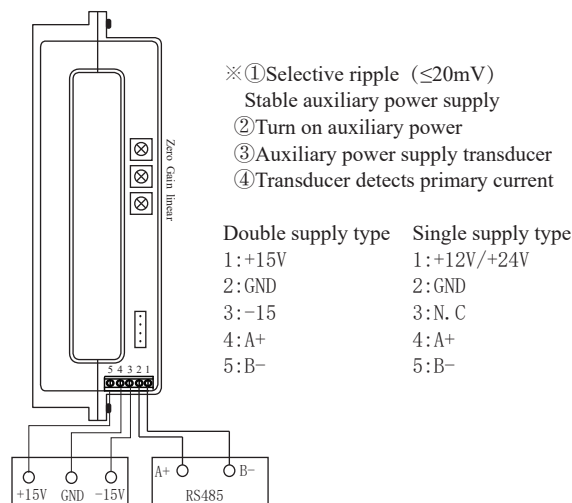 ※①Selective ripple（≤20mV）
Stable auxiliary power supply
②Turn on auxiliary power
③Auxiliary power supply transducer
④Transducer detects primary current
Zero Gain linear
Double supply type Single supply type
1:+15V 1:+12V/+24V
2:GND 2:GND
3:-15 3:N.C
4:A+ 4:A+
5:B- 5:B-
5 4 3 2 1
A+ B-
+15V GND -15V RS485